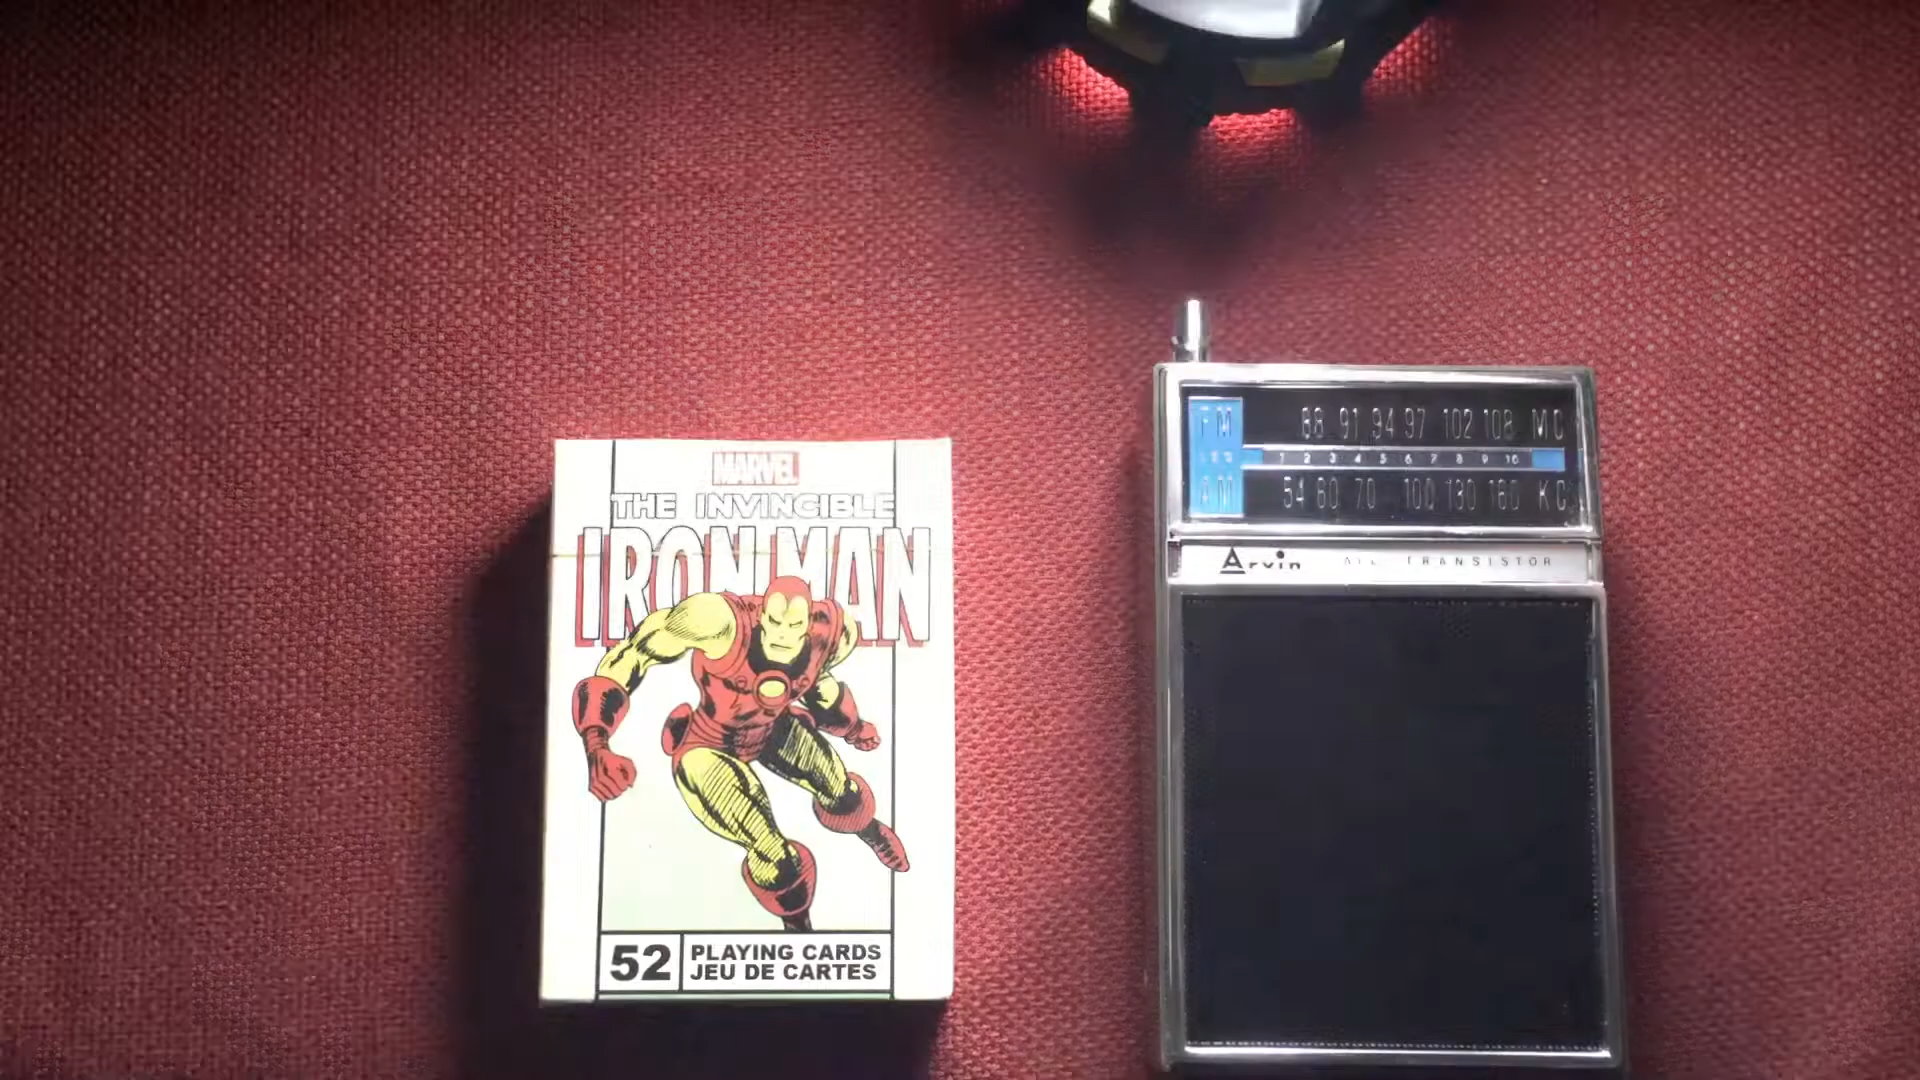 MARVEL
THE INVINCIBLE
IRON MAN
52
PLAYING CARDS
JEU DE CARTES
FM 88 91 94 97 102 108 MC
1 2 3 4 5 6 7 8 9 10
AM 54 60 70 100 130 160 KC
Arvin ALL TRANSISTOR